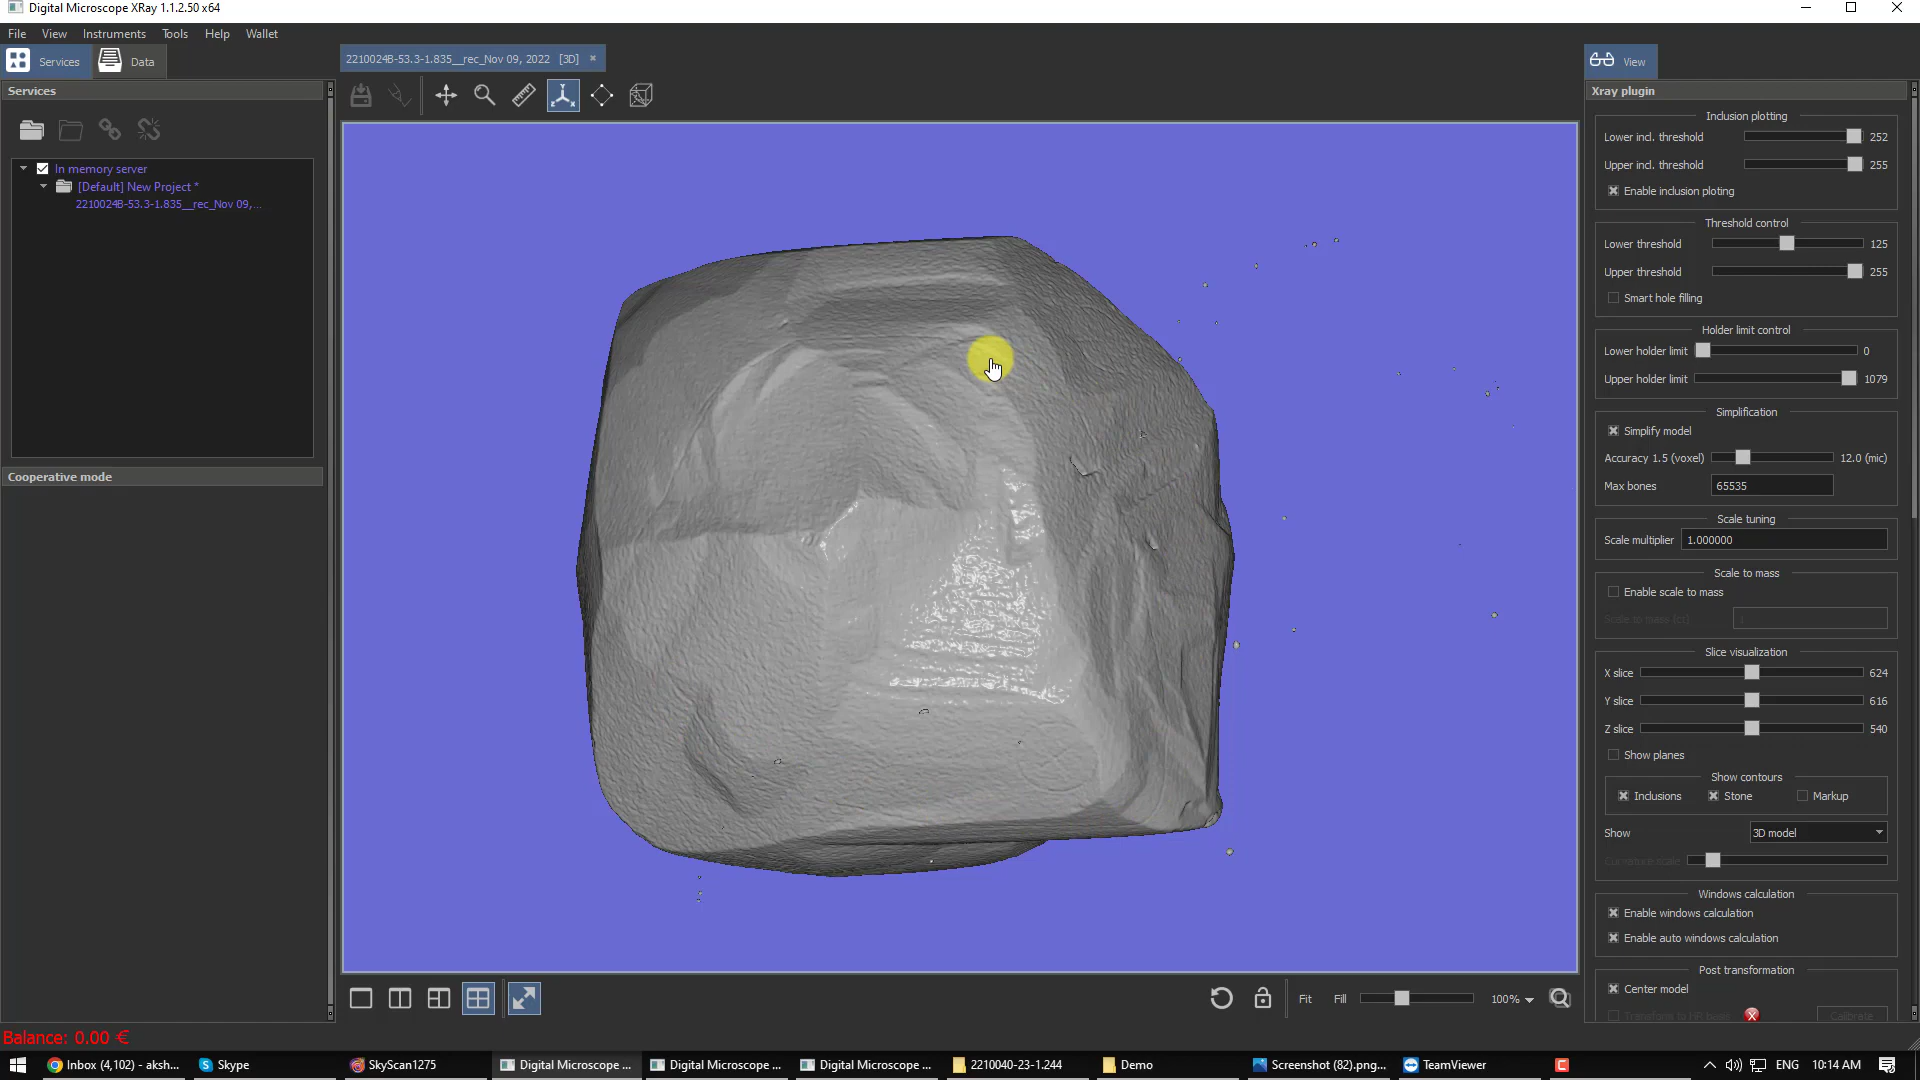 Digital Microscope XRay 1.1.2.50 x64
File View Instruments Tools Help Wallet
Services Data
Services
In memory server
[Default] New Project *
2210024B-53.3-1.835__rec_Nov 09,...
Cooperative mode
2210024B-53.3-1.835__rec_Nov 09, 2022 [3D]
View
Xray plugin
Inclusion plotting
Lower incl. threshold 252
Upper incl. threshold 255
Enable inclusion ploting
Threshold control
Lower threshold 125
Upper threshold 255
Smart hole filling
Holder limit control
Lower holder limit 0
Upper holder limit 1079
Simplification
Simplify model
Accuracy 1.5 (voxel) 12.0 (mic)
Max bones 65535
Scale tuning
Scale multiplier 1.000000
Scale to mass
Enable scale to mass
Scale to mass (ct) 1
Slice visualization
X slice 624
Y slice 616
Z slice 540
Show planes
Show contours
Inclusions Stone Markup
Show 3D model
Curvature scale
Windows calculation
Enable windows calculation
Enable auto windows calculation
Post transformation
Center model
Calibrate
Fit Fill 100%
Balance: 0.00 €
Inbox (4,102) - aksh...
Skype
SkyScan1275
Digital Microscope ...
Digital Microscope ...
Digital Microscope ...
2210040-23-1.244
Demo
Screenshot (82).png...
TeamViewer
ENG 10:14 AM